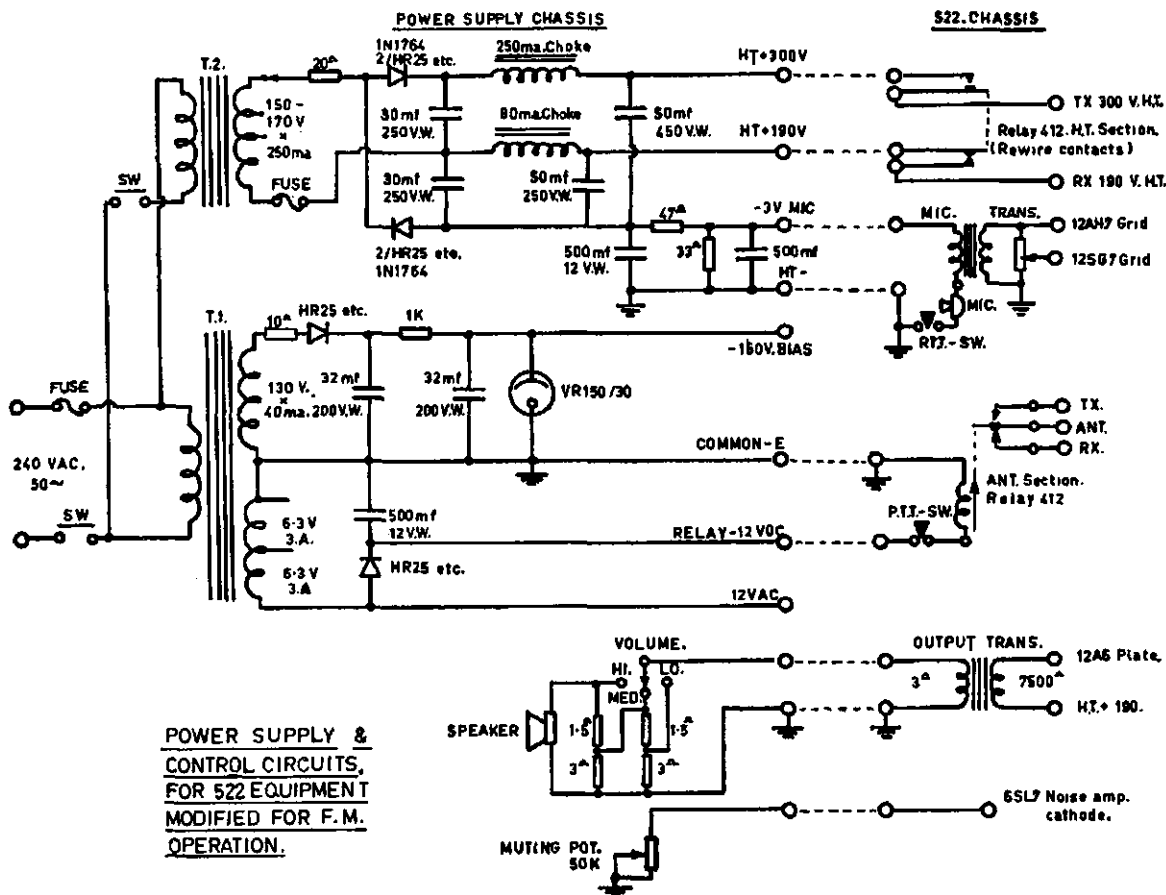 POWER SUPPLY CHASSIS
522.CHASSIS
T.2.
20Ω
1N1764
2/HR25 etc.
250ma.Choke
HT+300V
150-
170V
×
250ma
30mf
250V.W.
80ma.Choke
50mf
450V.W.
TX 300 V.H.T.
Relay 412. H.T. Section.
(Rewire contacts)
HT+190V
SW
FUSE
30mf
250V.W.
50mf
250V.W.
RX 190 V.H.T.
2/HR25 etc.
1N1764
47Ω
-3V MIC
MIC.
TRANS.
12AH7 Grid
500mf
12 V.W.
33Ω
500mf
HT-
12SG7 Grid
MIC.
P.T.T.-SW.
T.1.
10Ω
HR25 etc.
1K
-150V.BIAS
FUSE
130 V.
×
40ma.
32mf
200V.W.
32mf
200V.W.
VR150/30
TX.
ANT.
RX.
240 VAC.
50~
COMMON-E
ANT. Section.
Relay 412
SW
6·3 V
3.A.
6·3 V
3.A
500mf
12V.W.
RELAY-12VDC
P.T.T.-SW.
HR25 etc.
12VAC
VOLUME.
HI.
LO.
MED.
OUTPUT TRANS.
12A6 Plate.
3Ω
7500Ω
SPEAKER
1·5Ω
1·5Ω
H.T.+ 190.
3Ω
3Ω
POWER SUPPLY &
CONTROL CIRCUITS,
FOR 522 EQUIPMENT
MODIFIED FOR F.M.
OPERATION.
6SL7 Noise amp.
cathode.
MUTING POT.
50K